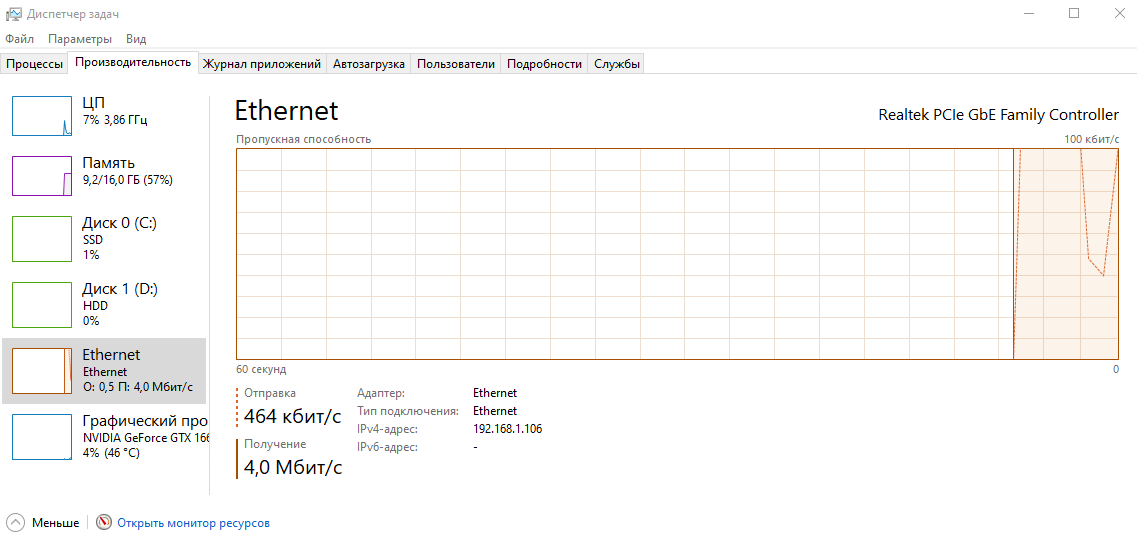 Диспетчер задач
Файл Параметры Вид
Процессы Производительность Журнал приложений Автозагрузка Пользователи Подробности Службы
ЦП
7% 3,86 ГГц
Память
9,2/16,0 ГБ (57%)
Диск 0 (C:)
SSD
1%
Диск 1 (D:)
HDD
0%
Ethernet
Ethernet
О: 0,5 П: 4,0 Мбит/с
Графический про
NVIDIA GeForce GTX 166
4% (46 °C)
Ethernet
Realtek PCIe GbE Family Controller
Пропускная способность 100 кбит/с
60 секунд 0
Отправка
464 кбит/с
Получение
4,0 Мбит/с
Адаптер: Ethernet
Тип подключения: Ethernet
IPv4-адрес: 192.168.1.106
IPv6-адрес: -
Меньше Открыть монитор ресурсов